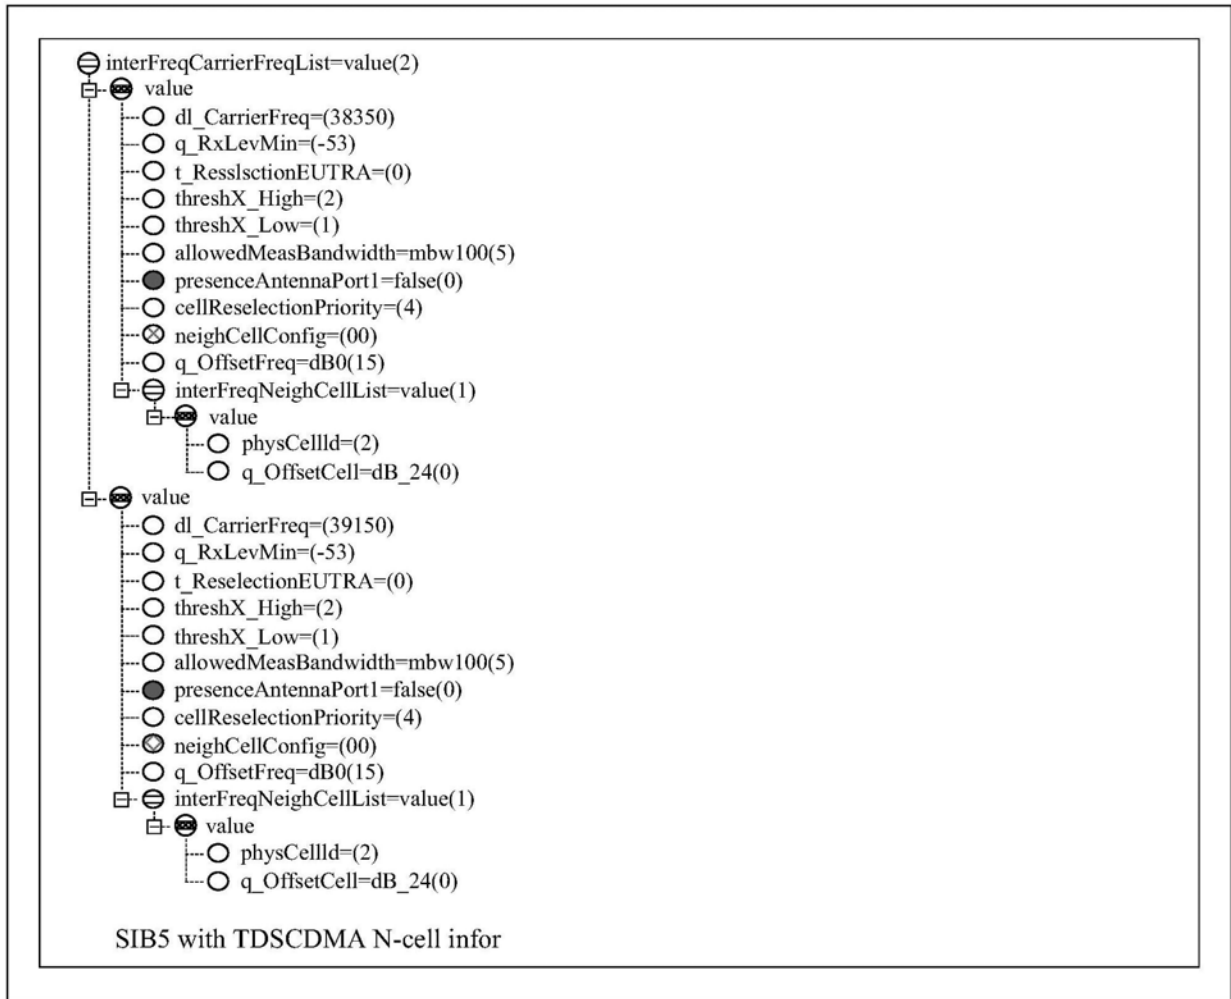 interFreqCarrierFreqList=value(2)
value
dl_CarrierFreq=(38350)
q_RxLevMin=(-53)
t_ResslsctionEUTRA=(0)
threshX_High=(2)
threshX_Low=(1)
allowedMeasBandwidth=mbw100(5)
presenceAntennaPort1=false(0)
cellReselectionPriority=(4)
neighCellConfig=(00)
q_OffsetFreq=dB0(15)
interFreqNeighCellList=value(1)
value
physCellld=(2)
q_OffsetCell=dB_24(0)
value
dl_CarrierFreq=(39150)
q_RxLevMin=(-53)
t_ReselectionEUTRA=(0)
threshX_High=(2)
threshX_Low=(1)
allowedMeasBandwidth=mbw100(5)
presenceAntennaPort1=false(0)
cellReselectionPriority=(4)
neighCellConfig=(00)
q_OffsetFreq=dB0(15)
interFreqNeighCellList=value(1)
value
physCellld=(2)
q_OffsetCell=dB_24(0)
SIB5 with TDSCDMA N-cell infor